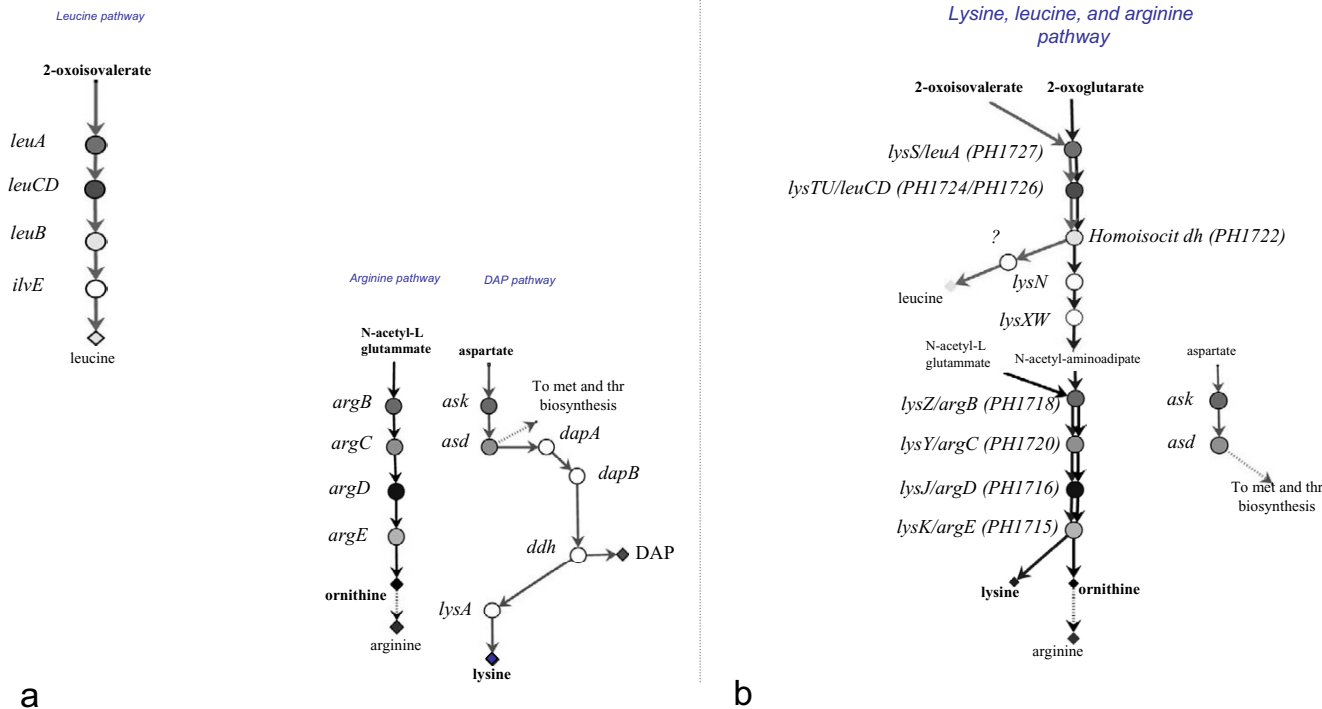 Leucine pathway
2-oxoisovalerate
leuA
leuCD
leuB
ilvE
leucine
Arginine pathway
N-acetyl-L
glutammate
argB
argC
argD
argE
ornithine
arginine
DAP pathway
aspartate
ask
To met and thr
biosynthesis
asd
dapA
dapB
ddh
DAP
lysA
lysine
a
Lysine, leucine, and arginine
pathway
2-oxoisovalerate
2-oxoglutarate
lysS/leuA (PH1727)
lysTU/leuCD (PH1724/PH1726)
?
Homoisocit dh (PH1722)
lysN
leucine
lysXW
N-acetyl-L
glutammate
N-acetyl-aminoadipate
lysZ/argB (PH1718)
lysY/argC (PH1720)
lysJ/argD (PH1716)
lysK/argE (PH1715)
lysine
ornithine
arginine
aspartate
ask
asd
To met and thr
biosynthesis
b